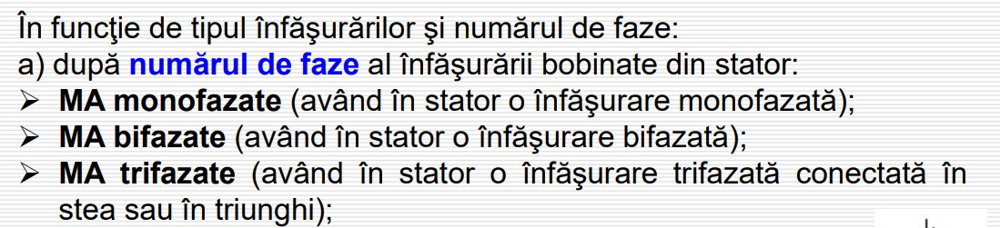 În funcţie de tipul înfăşurărilor şi numărul de faze:
a) după numărul de faze al înfăşurării bobinate din stator:
➢ MA monofazate (având în stator o înfăşurare monofazată);
➢ MA bifazate (având în stator o înfăşurare bifazată);
➢ MA trifazate (având în stator o înfăşurare trifazată conectată în
stea sau în triunghi);